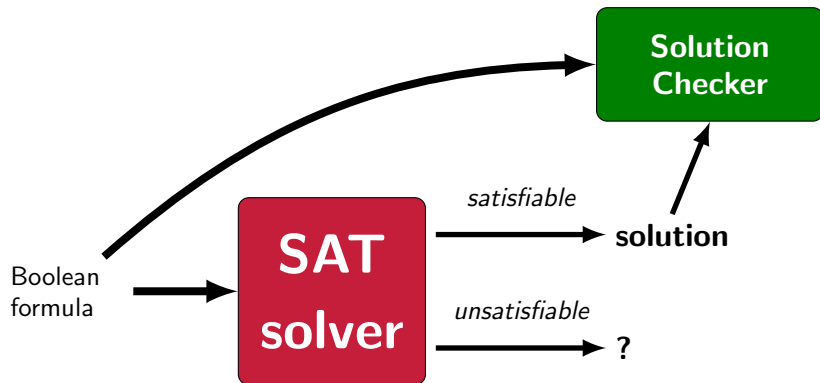 Solution
Checker
satisfiable
solution
SAT
solver
Boolean
formula
unsatisfiable
?